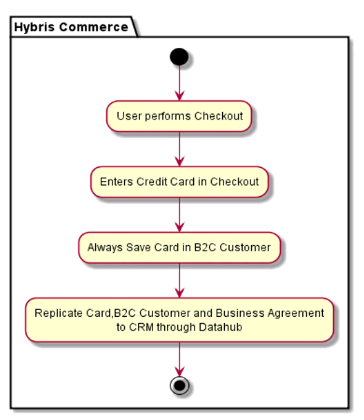 Hybris Commerce
User performs Checkout
Enters Credit Card in Checkout
Always Save Card in B2C Customer
Replicate Card,B2C Customer and Business Agreement
to CRM through Datahub